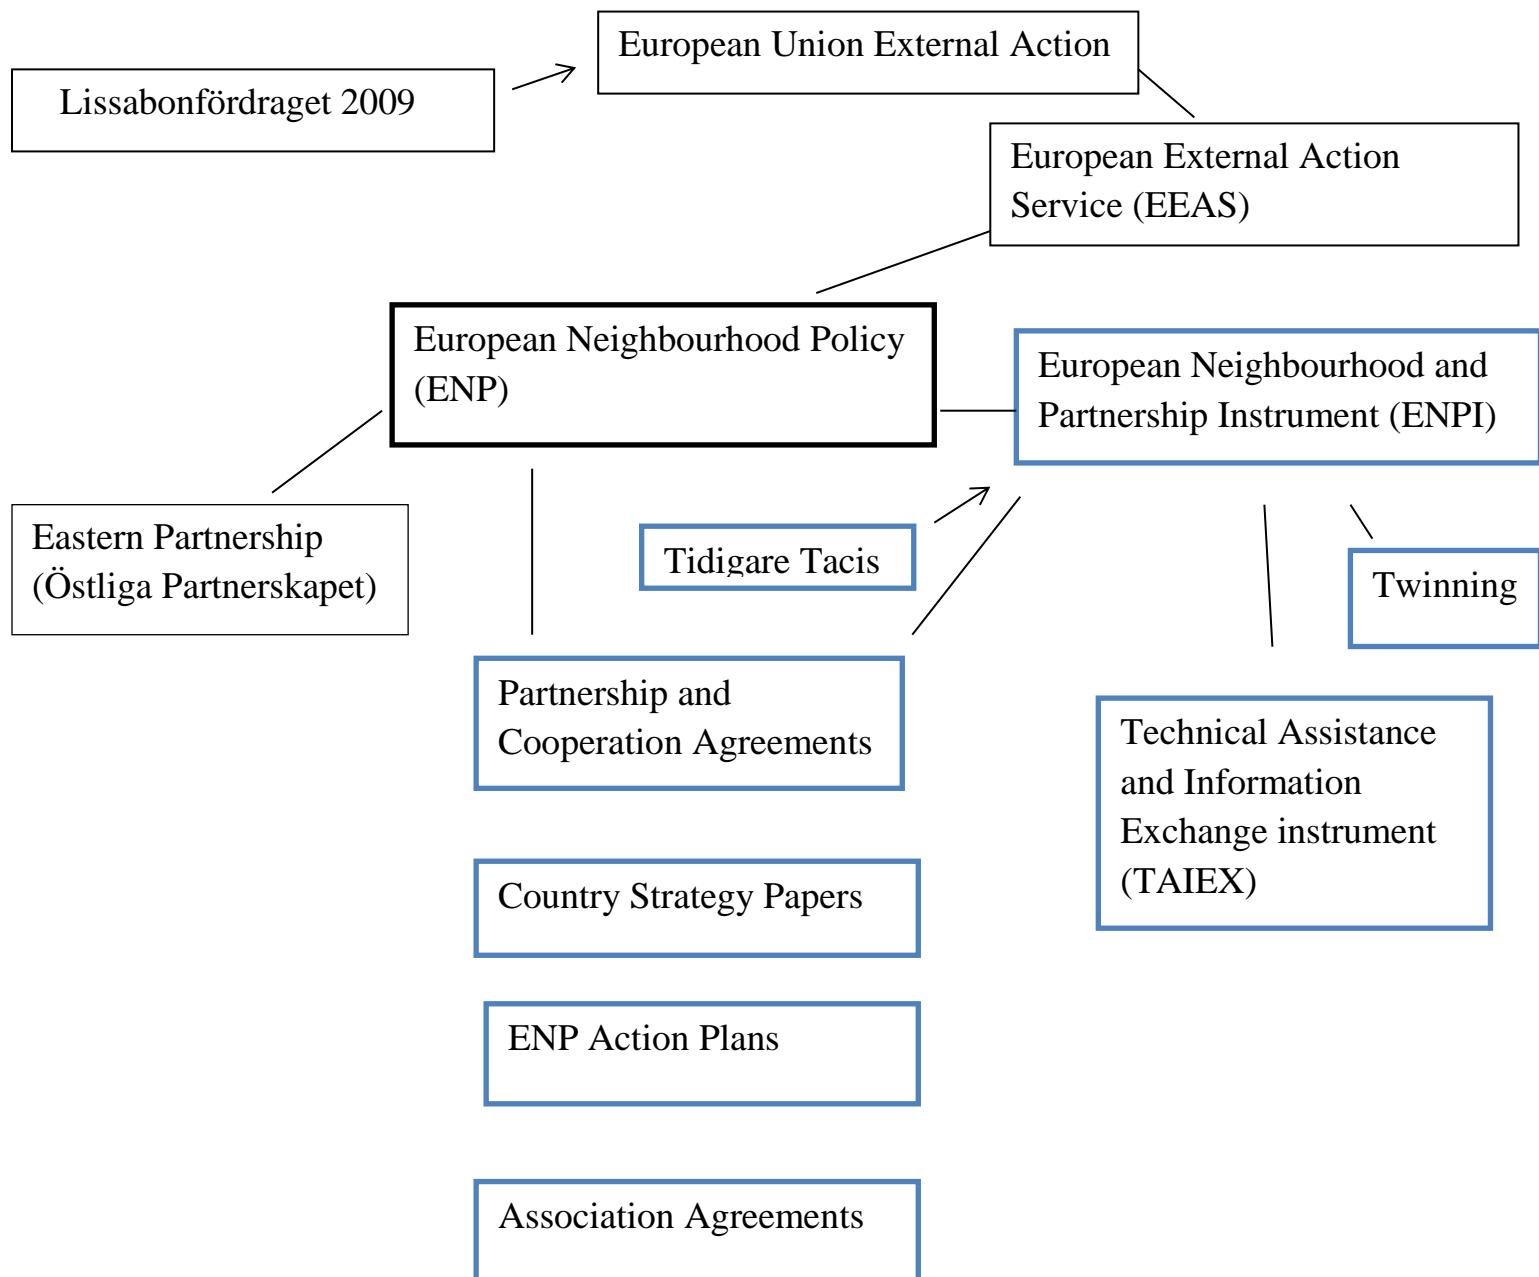 European Union External Action
Lissabonfördraget 2009
European External Action
Service (EEAS)
European Neighbourhood Policy
(ENP)
European Neighbourhood and
Partnership Instrument (ENPI)
Eastern Partnership
(Östliga Partnerskapet)
Tidigare Tacis
Twinning
Partnership and
Cooperation Agreements
Technical Assistance
and Information
Exchange instrument
(TAIEX)
Country Strategy Papers
ENP Action Plans
Association Agreements